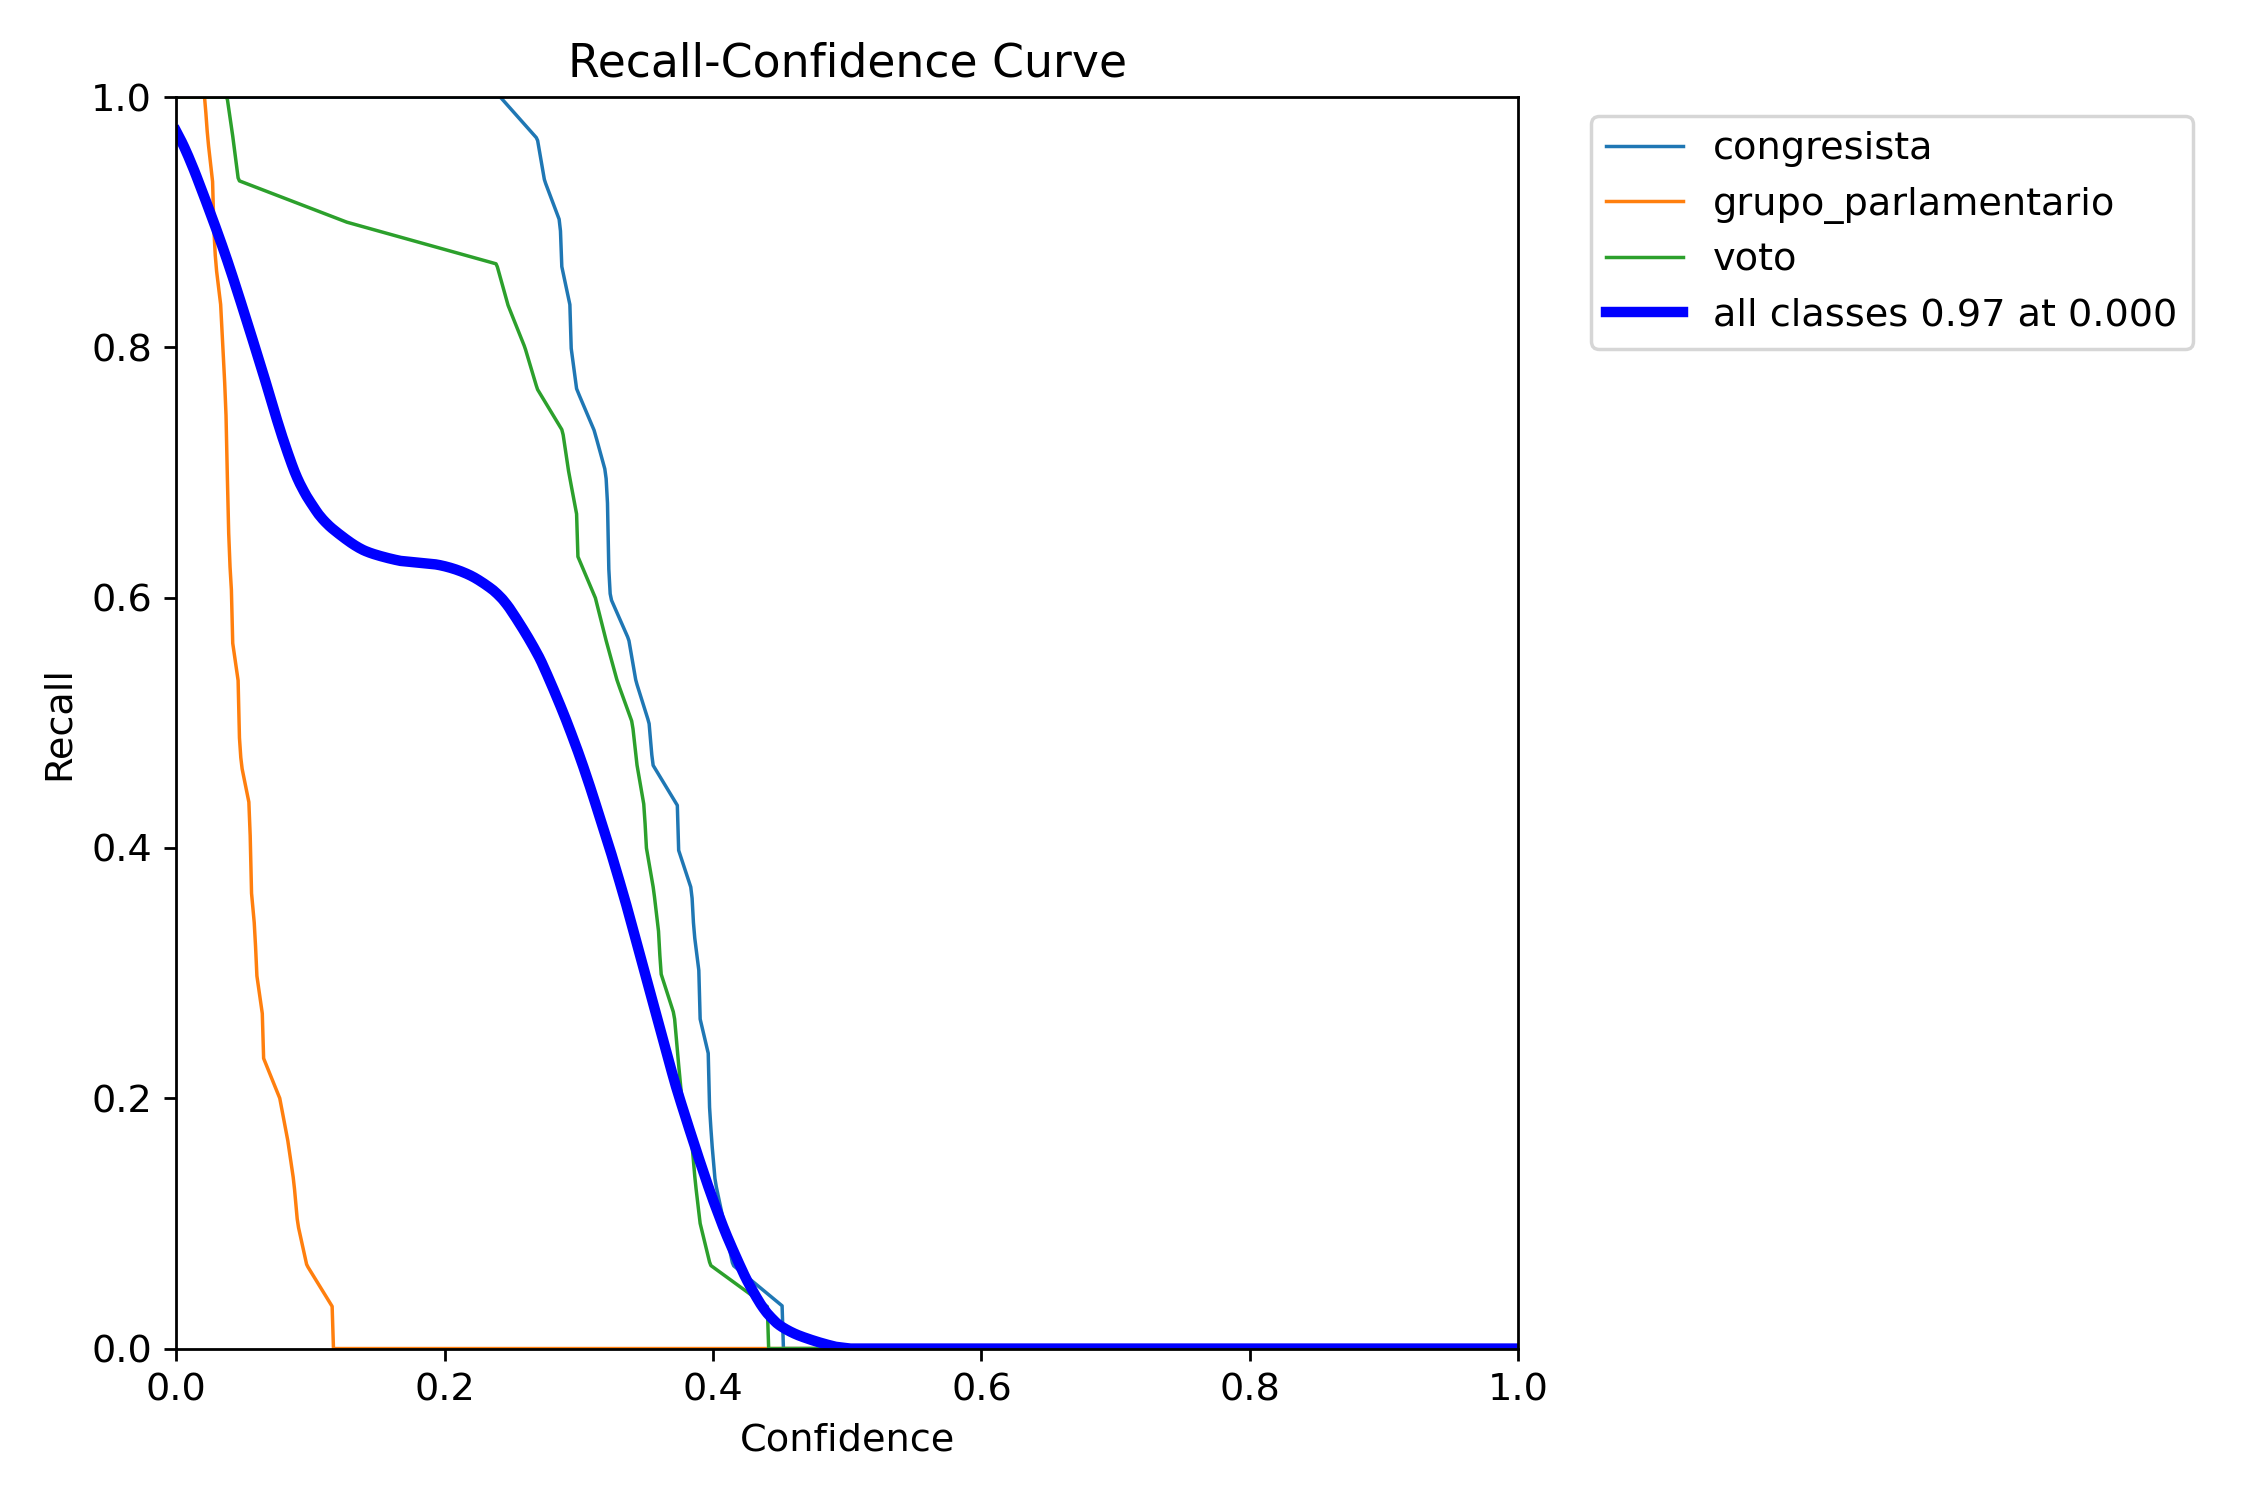 Recall-Confidence Curve
1.0
0.8
0.6
0.4
0.2
0.0
Recall
0.0 0.2 0.4 0.6 0.8 1.0
Confidence
congresista
grupo_parlamentario
voto
all classes 0.97 at 0.000